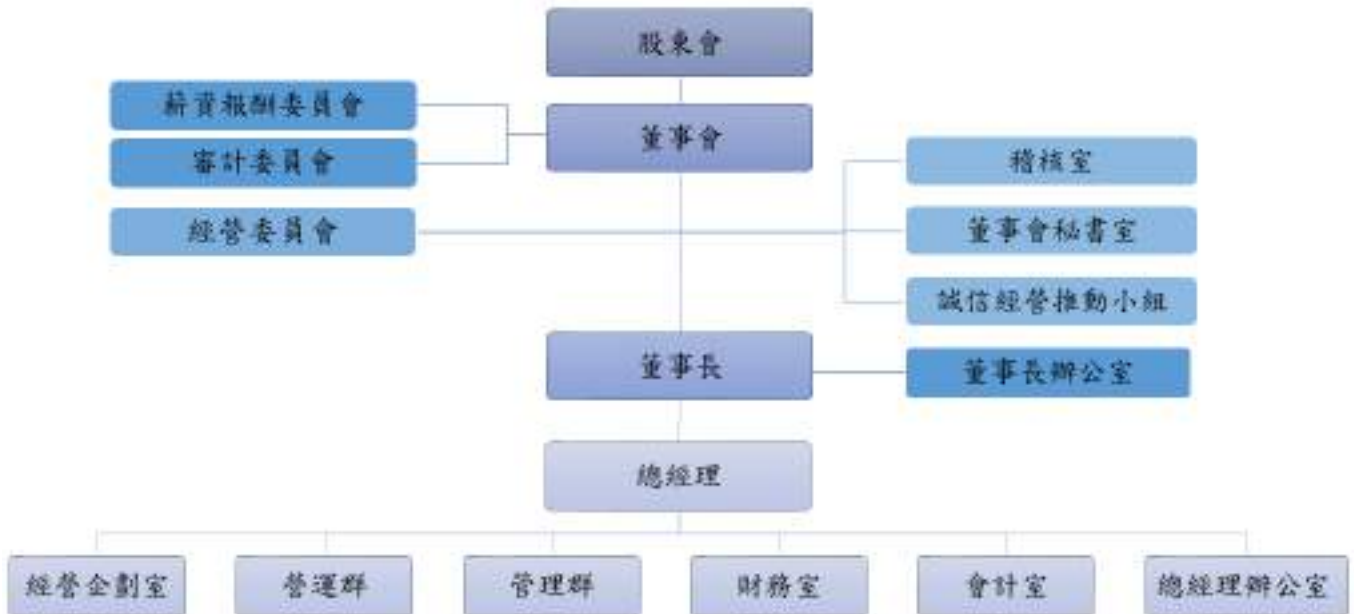 股東會
薪資報酬委員會
董事會
審計委員會
稽核室
經營委員會
董事會秘書室
誠信經營推動小組
董事長
董事長辦公室
總經理
經營企劃室
營運群
管理群
財務室
會計室
總經理辦公室